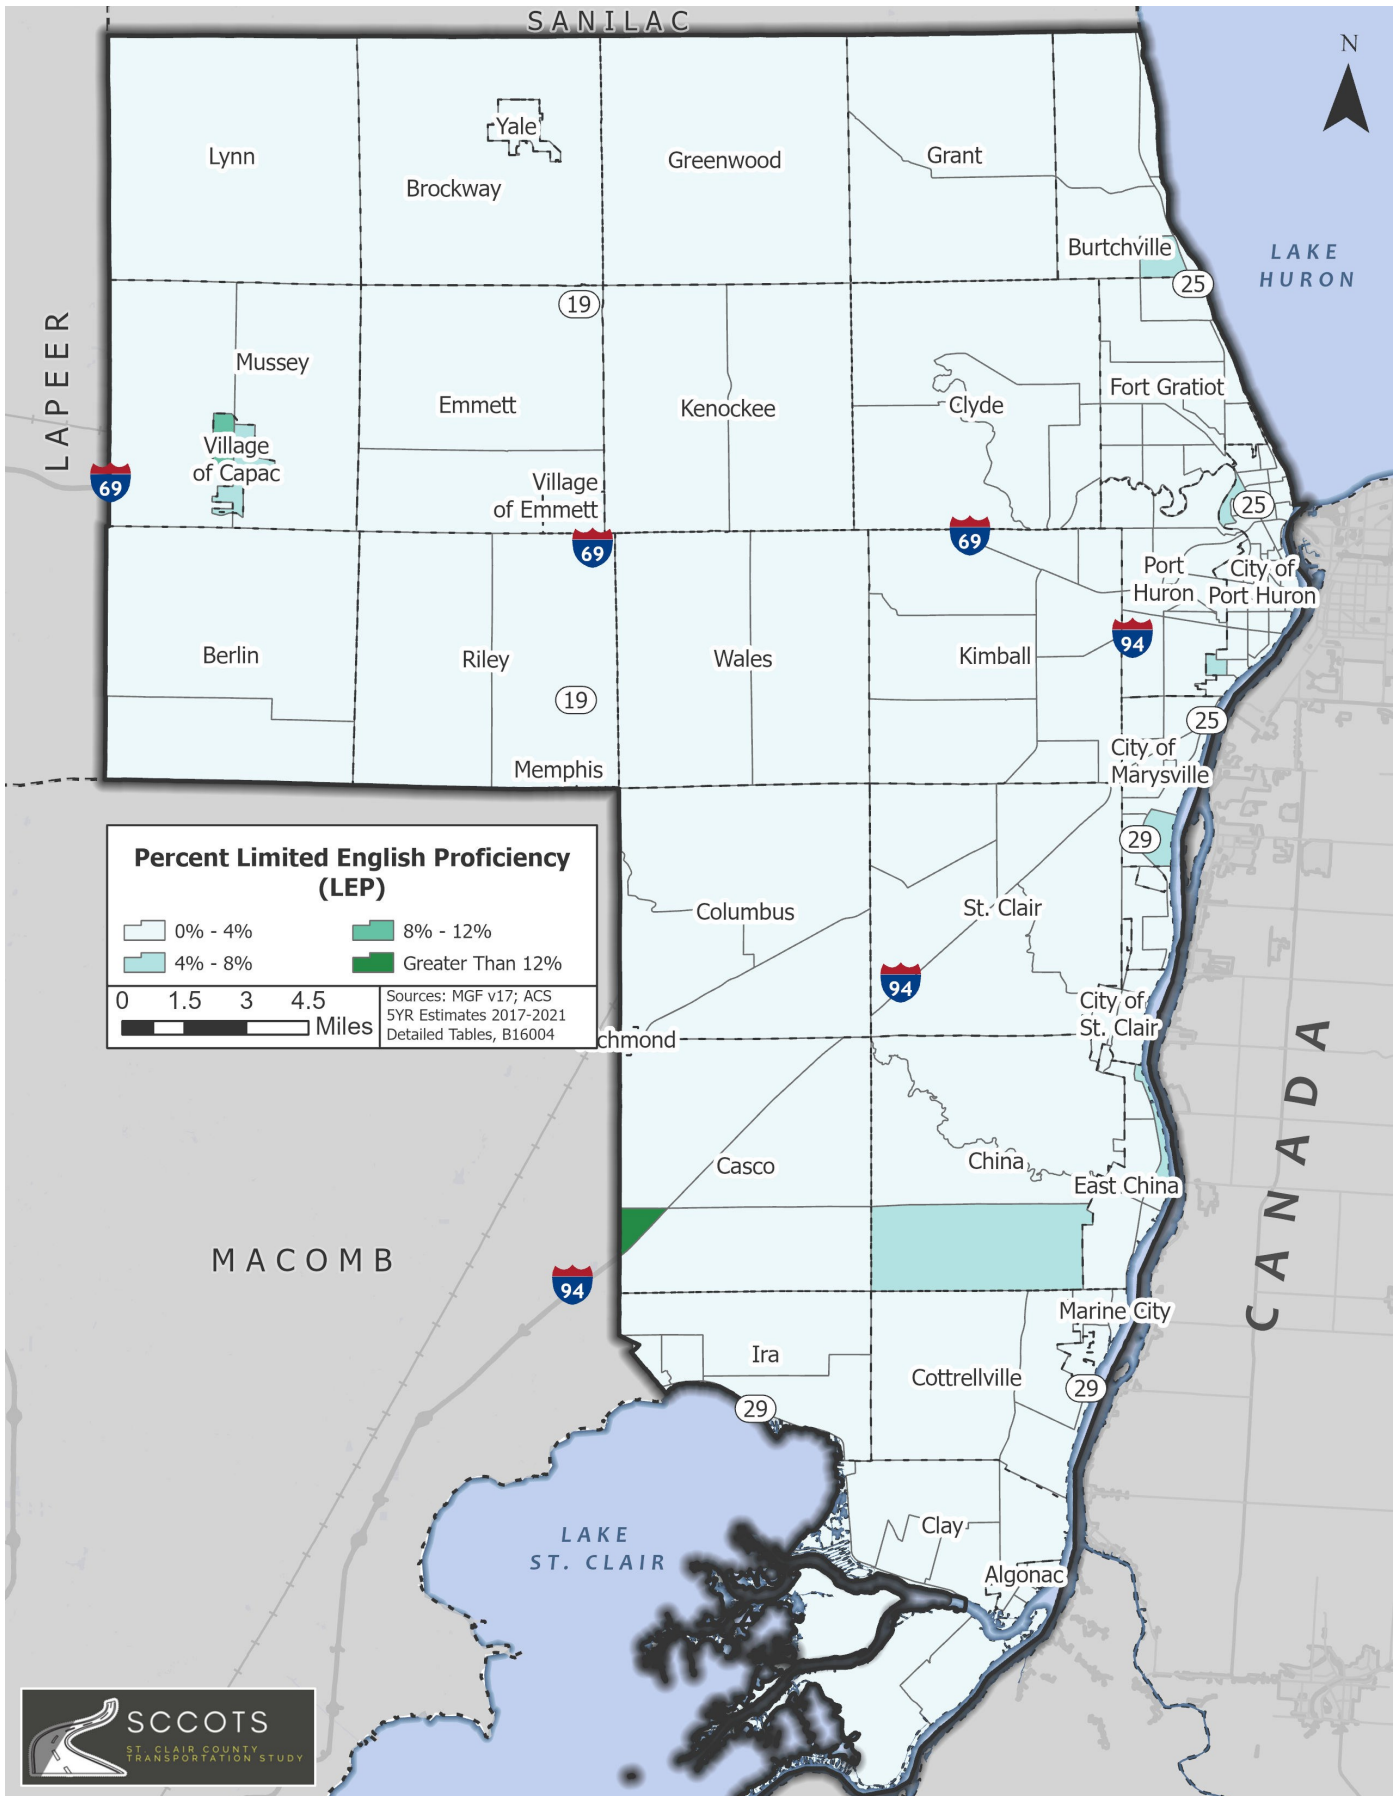 SANILAC
N
Yale
Lynn
Greenwood
Grant
Brockway
Burtchville
LAKE
HURON
25
19
LAPEER
Mussey
Emmett
Kenockee
Clyde
Fort Gratiot
Village
of Capac
69
Village
of Emmett
25
69
69
Port
Huron
City of
Port Huron
94
Berlin
Riley
Wales
Kimball
19
25
Memphis
City of
Marysville
29
Percent Limited English Proficiency
(LEP)
0% - 4%
8% - 12%
4% - 8%
Greater Than 12%
0 1.5 3 4.5
Miles
Sources: MGF v17; ACS
5YR Estimates 2017-2021
Detailed Tables, B16004
Columbus
St. Clair
94
City of
St. Clair
chmond
CANADA
Casco
China
East China
MACOMB
94
Marine City
Ira
Cottrellville
29
29
LAKE
ST. CLAIR
Clay
Algonac
SCCOTS
ST. CLAIR COUNTY
TRANSPORTATION STUDY